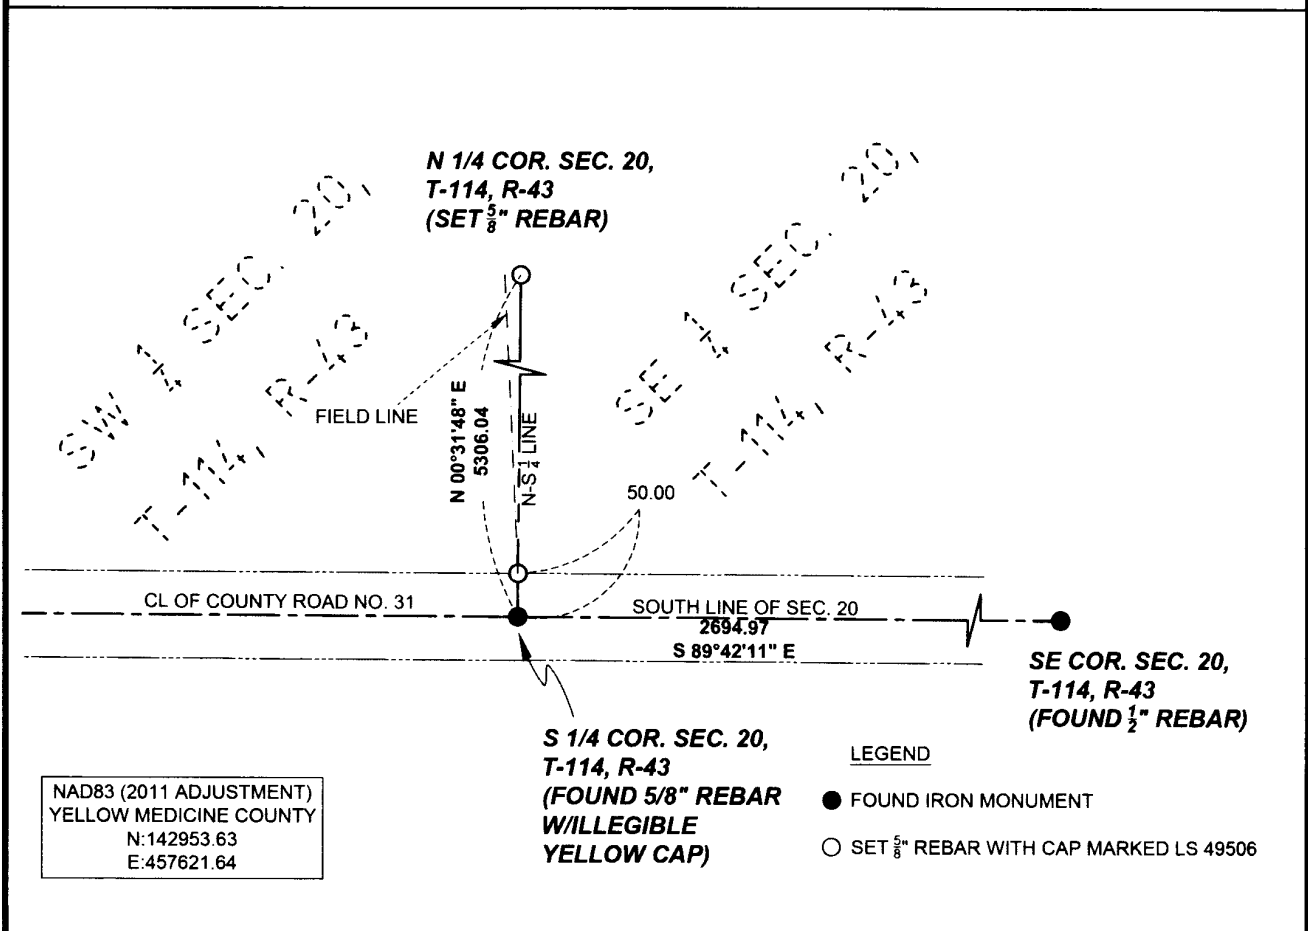 N 1/4 COR. SEC. 20,
T-114, R-43
(SET 5/8" REBAR)
SW 1/4 SEC. 20,
T-114, R-43
SE 1/4 SEC. 20,
T-114, R-43
FIELD LINE
N 00°31'48" E
5306.04
N-S 1/4 LINE
50.00
CL OF COUNTY ROAD NO. 31
SOUTH LINE OF SEC. 20
2694.97
S 89°42'11" E
SE COR. SEC. 20,
T-114, R-43
(FOUND 1/2" REBAR)
S 1/4 COR. SEC. 20,
T-114, R-43
(FOUND 5/8" REBAR
W/ILLEGIBLE
YELLOW CAP)
LEGEND
FOUND IRON MONUMENT
SET 5/8" REBAR WITH CAP MARKED LS 49506
NAD83 (2011 ADJUSTMENT)
YELLOW MEDICINE COUNTY
N:142953.63
E:457621.64